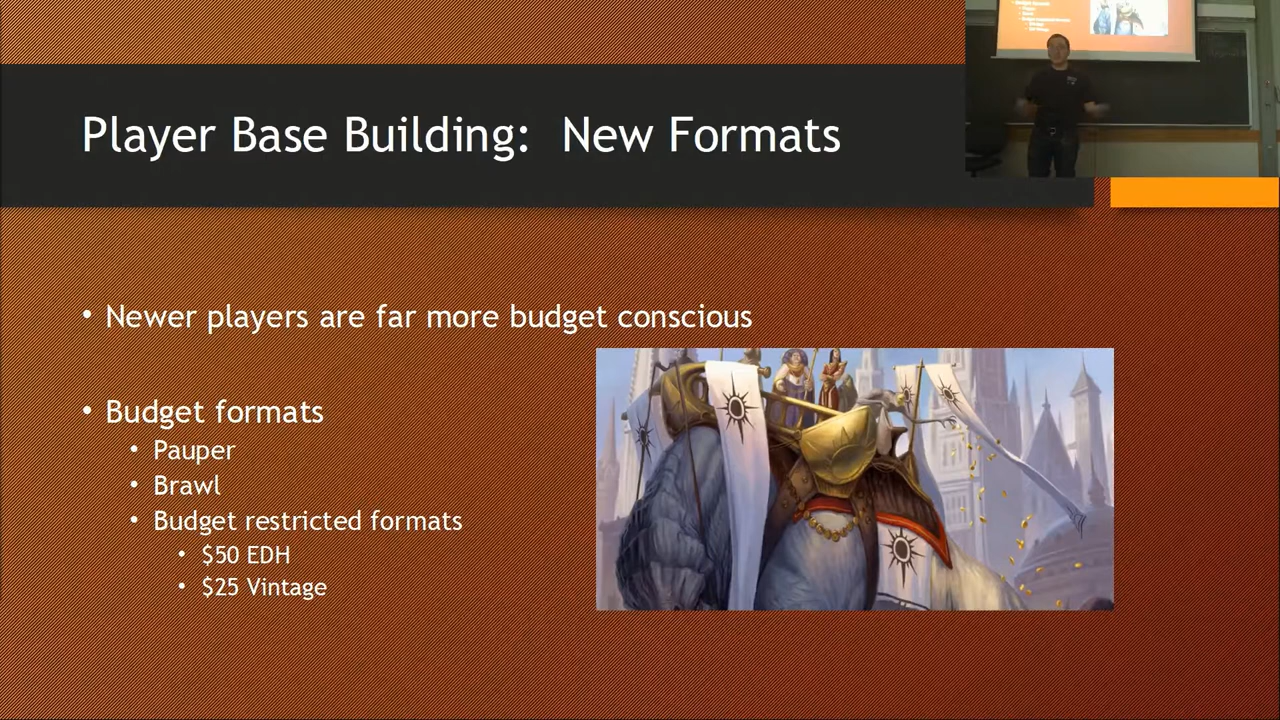 Player Base Building: New Formats
• Newer players are far more budget conscious
• Budget formats
• Pauper
• Brawl
• Budget restricted formats
• $50 EDH
• $25 Vintage